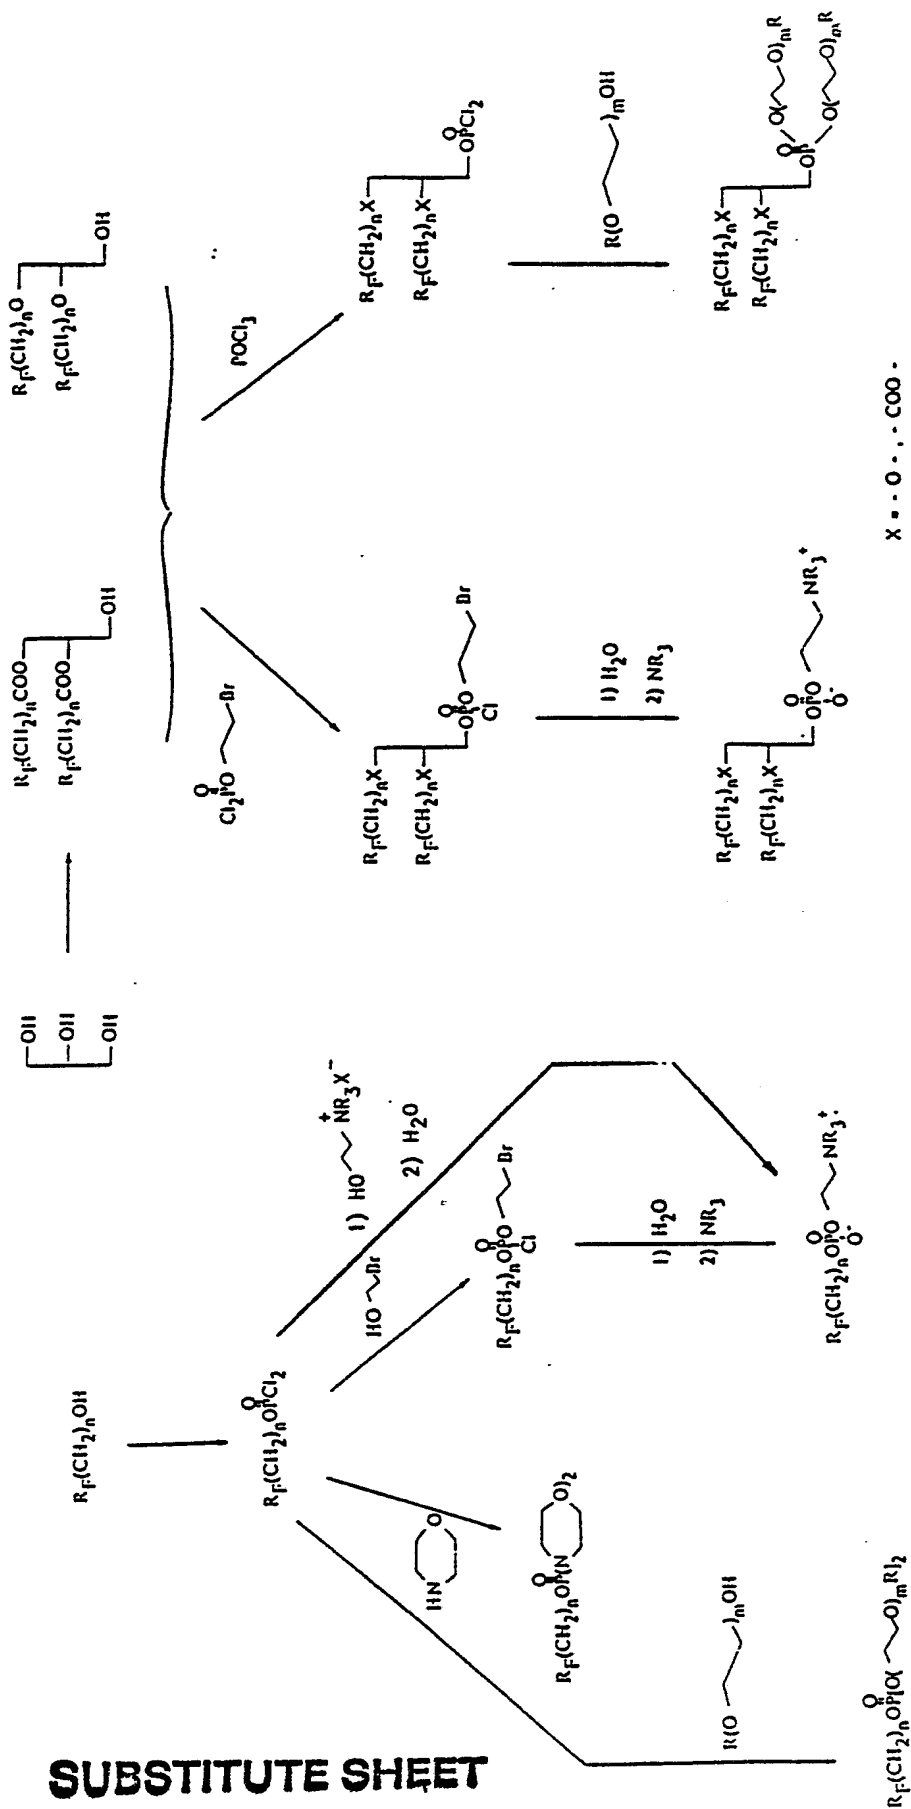 RF(CH2)nOH
RF(CH2)nOPCl2
O
1) HO NR3X-
+
2) H2O
HO Br
HN O
RF(CH2)nOP(N O)2
O
RF(CH2)nOPO Br
O
Cl
1) H2O
2) NR3
R(O )mOH
RF(CH2)nOP[O( O)mR]2
O
RF(CH2)nOPO NR3+
O
O-
OH
OH
OH
RF(CH2)nCOO
RF(CH2)nCOO
OH
RF(CH2)nO
RF(CH2)nO
OH
Cl2PO Br
O
POCl3
RF(CH2)nX
RF(CH2)nX
OPO Br
O
Cl
RF(CH2)nX
RF(CH2)nX
OPCl2
O
1) H2O
2) NR3
R(O )mOH
RF(CH2)nX
RF(CH2)nX
OPO NR3+
O
O-
RF(CH2)nX
RF(CH2)nX
OP
O
O( O)mR
O( O)mR
X = - O - , - COO -
SUBSTITUTE SHEET